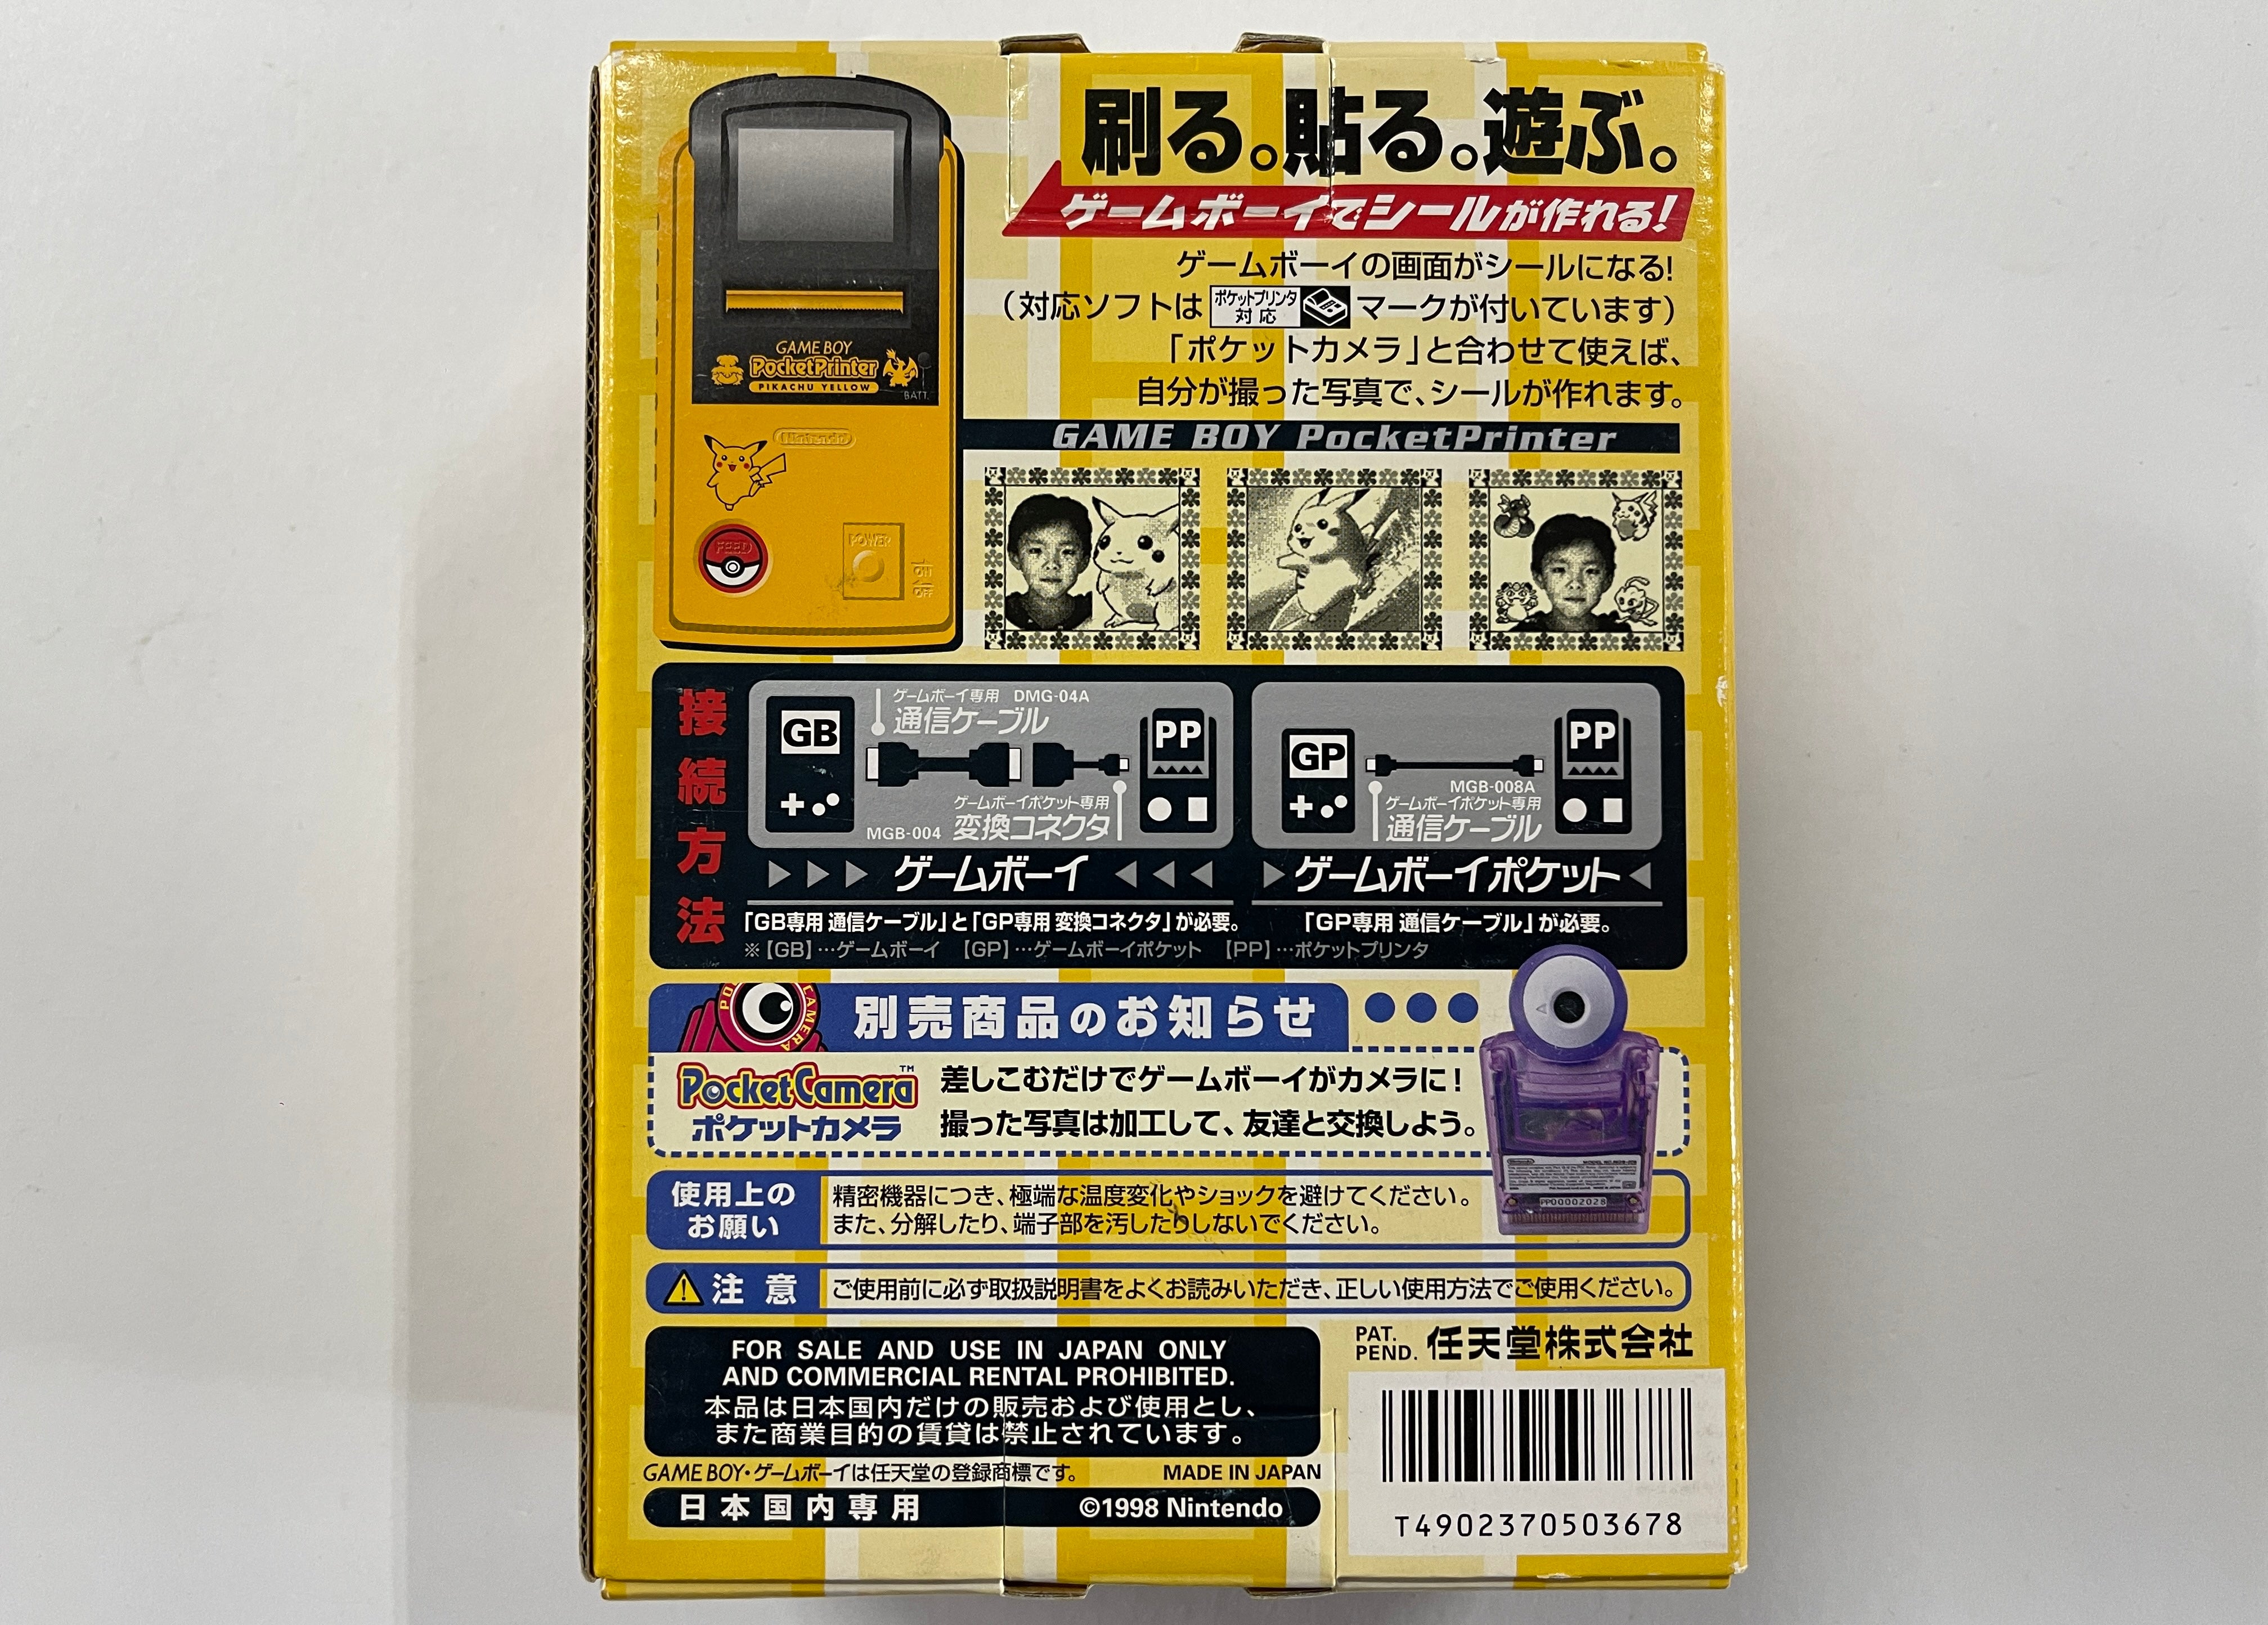 刷る。貼る。遊ぶ。
ゲームボーイでシールが作れる!
ゲームボーイの画面がシールになる!
(対応ソフトは ポケットプリンタ対応 マークが付いています)
「ポケットカメラ」と合わせて使えば、
自分が撮った写真で、シールが作れます。
GAME BOY
PocketPrinter
PIKACHU YELLOW
BATT.
Nintendo
FEED
POWER
ON
OFF
GAME BOY PocketPrinter
接続方法
GB
ゲームボーイ専用 DMG-04A
通信ケーブル
PP
ゲームボーイポケット専用
MGB-004 変換コネクタ
ゲームボーイ
「GB専用 通信ケーブル」と「GP専用 変換コネクタ」が必要。
GP
PP
MGB-008A
ゲームボーイポケット専用
通信ケーブル
ゲームボーイポケット
「GP専用 通信ケーブル」が必要。
※【GB】…ゲームボーイ 【GP】…ゲームボーイポケット 【PP】…ポケットプリンタ
別売商品のお知らせ
PocketCamera™
ポケットカメラ
差しこむだけでゲームボーイがカメラに!
撮った写真は加工して、友達と交換しよう。
PP00002028
使用上の
お願い
精密機器につき、極端な温度変化やショックを避けてください。
また、分解したり、端子部を汚したりしないでください。
注意
ご使用前に必ず取扱説明書をよくお読みいただき、正しい使用方法でご使用ください。
FOR SALE AND USE IN JAPAN ONLY
AND COMMERCIAL RENTAL PROHIBITED.
本品は日本国内だけの販売および使用とし、
また商業目的の賃貸は禁止されています。
PAT. PEND. 任天堂株式会社
GAME BOY・ゲームボーイは任天堂の登録商標です。 MADE IN JAPAN
日本国内専用 ©1998 Nintendo
T4902370503678